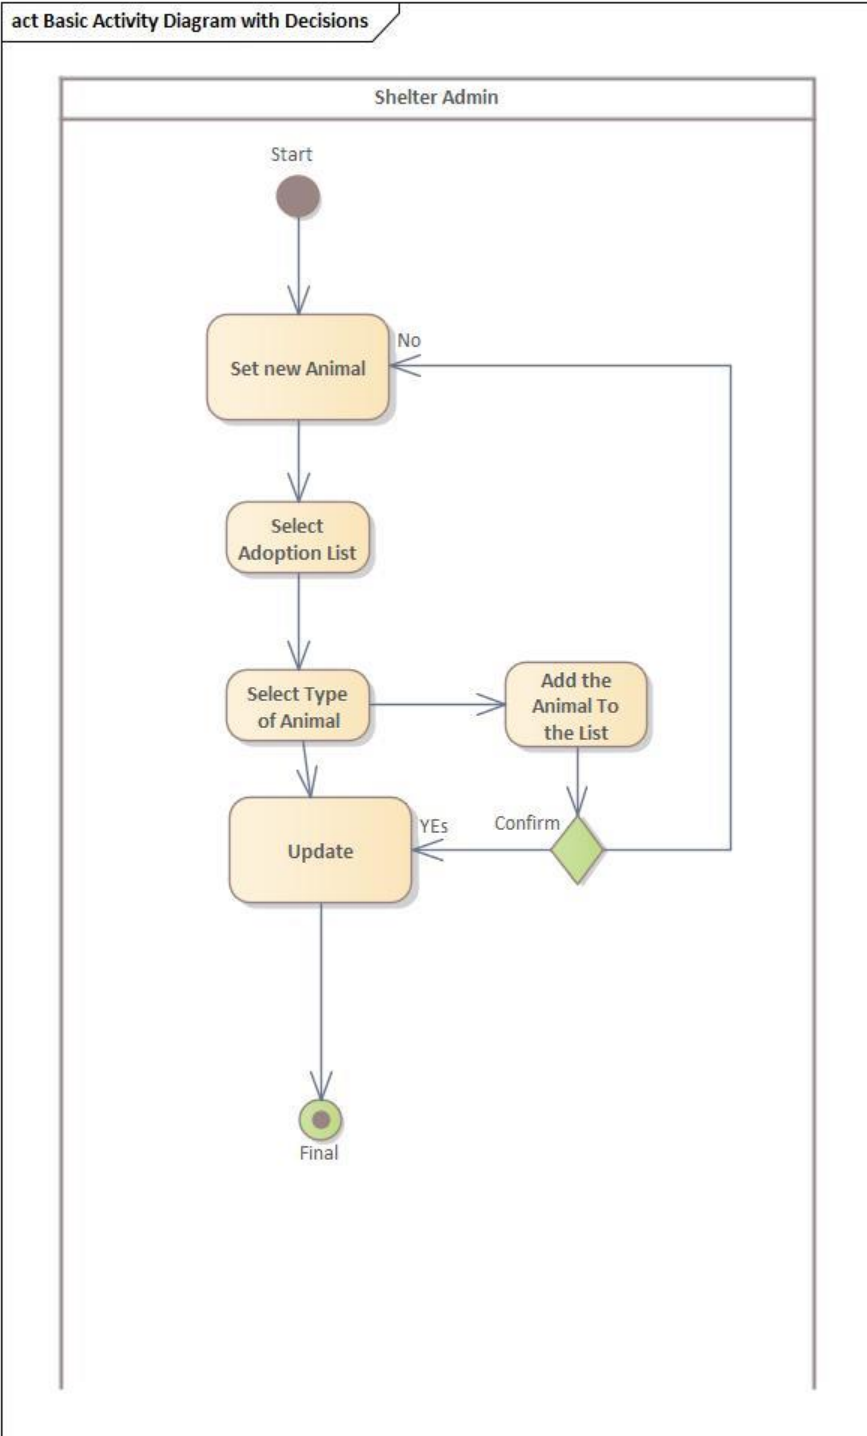 act Basic Activity Diagram with Decisions
Shelter Admin
Start
No
Set new Animal
Select
Adoption List
Select Type
of Animal
Add the
Animal To
the List
YEs
Confirm
Update
Final